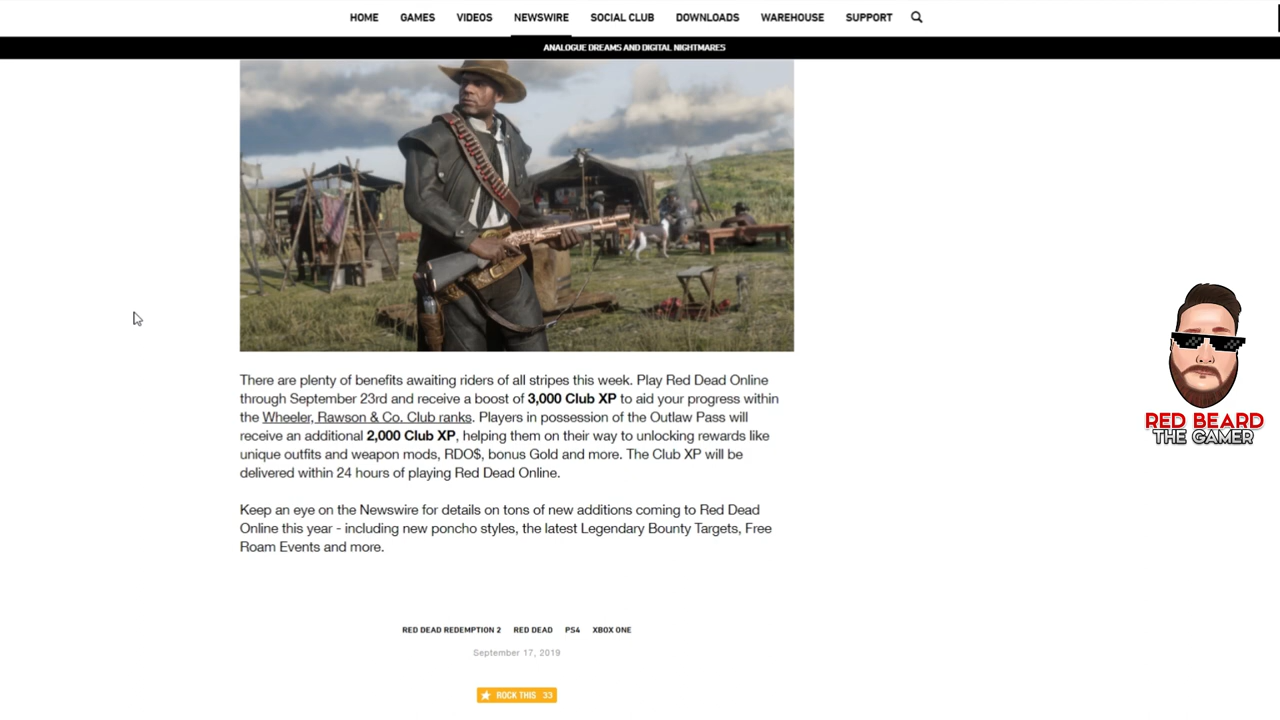 HOME GAMES VIDEOS NEWSWIRE SOCIAL CLUB DOWNLOADS WAREHOUSE SUPPORT
ANALOGUE DREAMS AND DIGITAL NIGHTMARES
There are plenty of benefits awaiting riders of all stripes this week. Play Red Dead Online
through September 23rd and receive a boost of 3,000 Club XP to aid your progress within
the Wheeler, Rawson & Co. Club ranks. Players in possession of the Outlaw Pass will
receive an additional 2,000 Club XP, helping them on their way to unlocking rewards like
unique outfits and weapon mods, RDO$, bonus Gold and more. The Club XP will be
delivered within 24 hours of playing Red Dead Online.
Keep an eye on the Newswire for details on tons of new additions coming to Red Dead
Online this year - including new poncho styles, the latest Legendary Bounty Targets, Free
Roam Events and more.
RED DEAD REDEMPTION 2 RED DEAD PS4 XBOX ONE
September 17, 2019
ROCK THIS 33
RED BEARD
THE GAMER